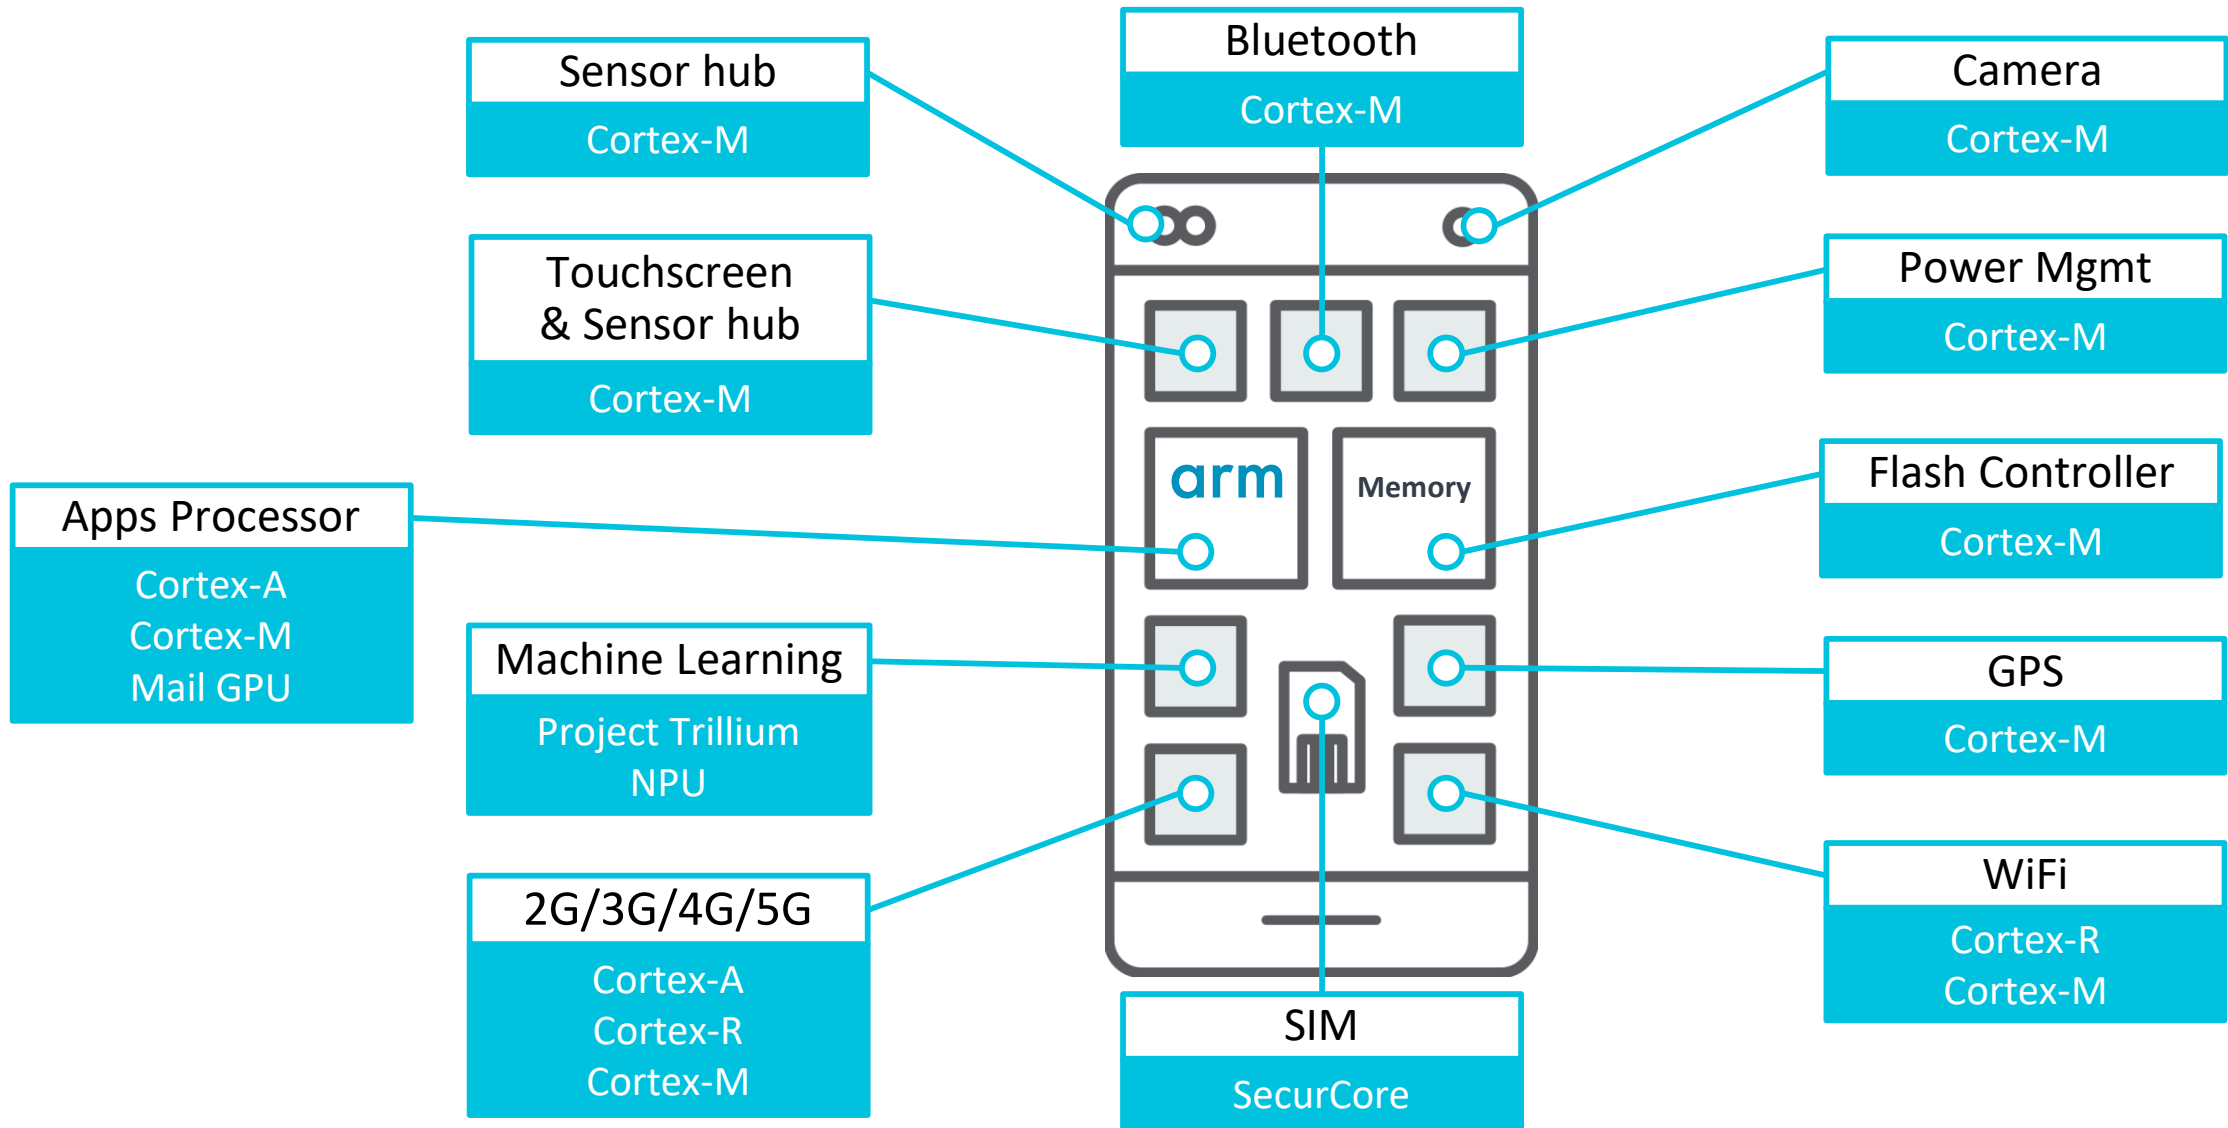 Sensor hub
Cortex-M
Bluetooth
Cortex-M
Camera
Cortex-M
Touchscreen
& Sensor hub
Cortex-M
Power Mgmt
Cortex-M
arm
Memory
Flash Controller
Cortex-M
Apps Processor
Cortex-A
Cortex-M
Mail GPU
Machine Learning
Project Trillium
NPU
GPS
Cortex-M
2G/3G/4G/5G
Cortex-A
Cortex-R
Cortex-M
WiFi
Cortex-R
Cortex-M
SIM
SecurCore